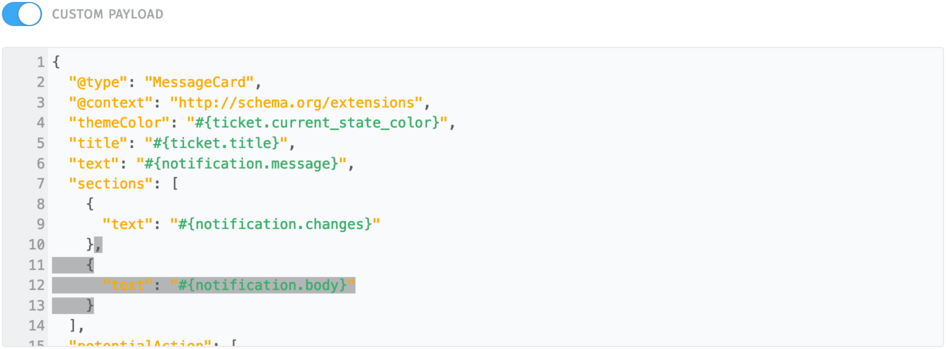 CUSTOM PAYLOAD
1 {
2 "@type": "MessageCard",
3 "@context": "http://schema.org/extensions",
4 "themeColor": "#{ticket.current_state_color}",
5 "title": "#{ticket.title}",
6 "text": "#{notification.message}",
7 "sections": [
8 {
9 "text": "#{notification.changes}"
10 },
11 {
12 "text": "#{notification.body}"
13 }
14 ],
15 "potentialAction": [